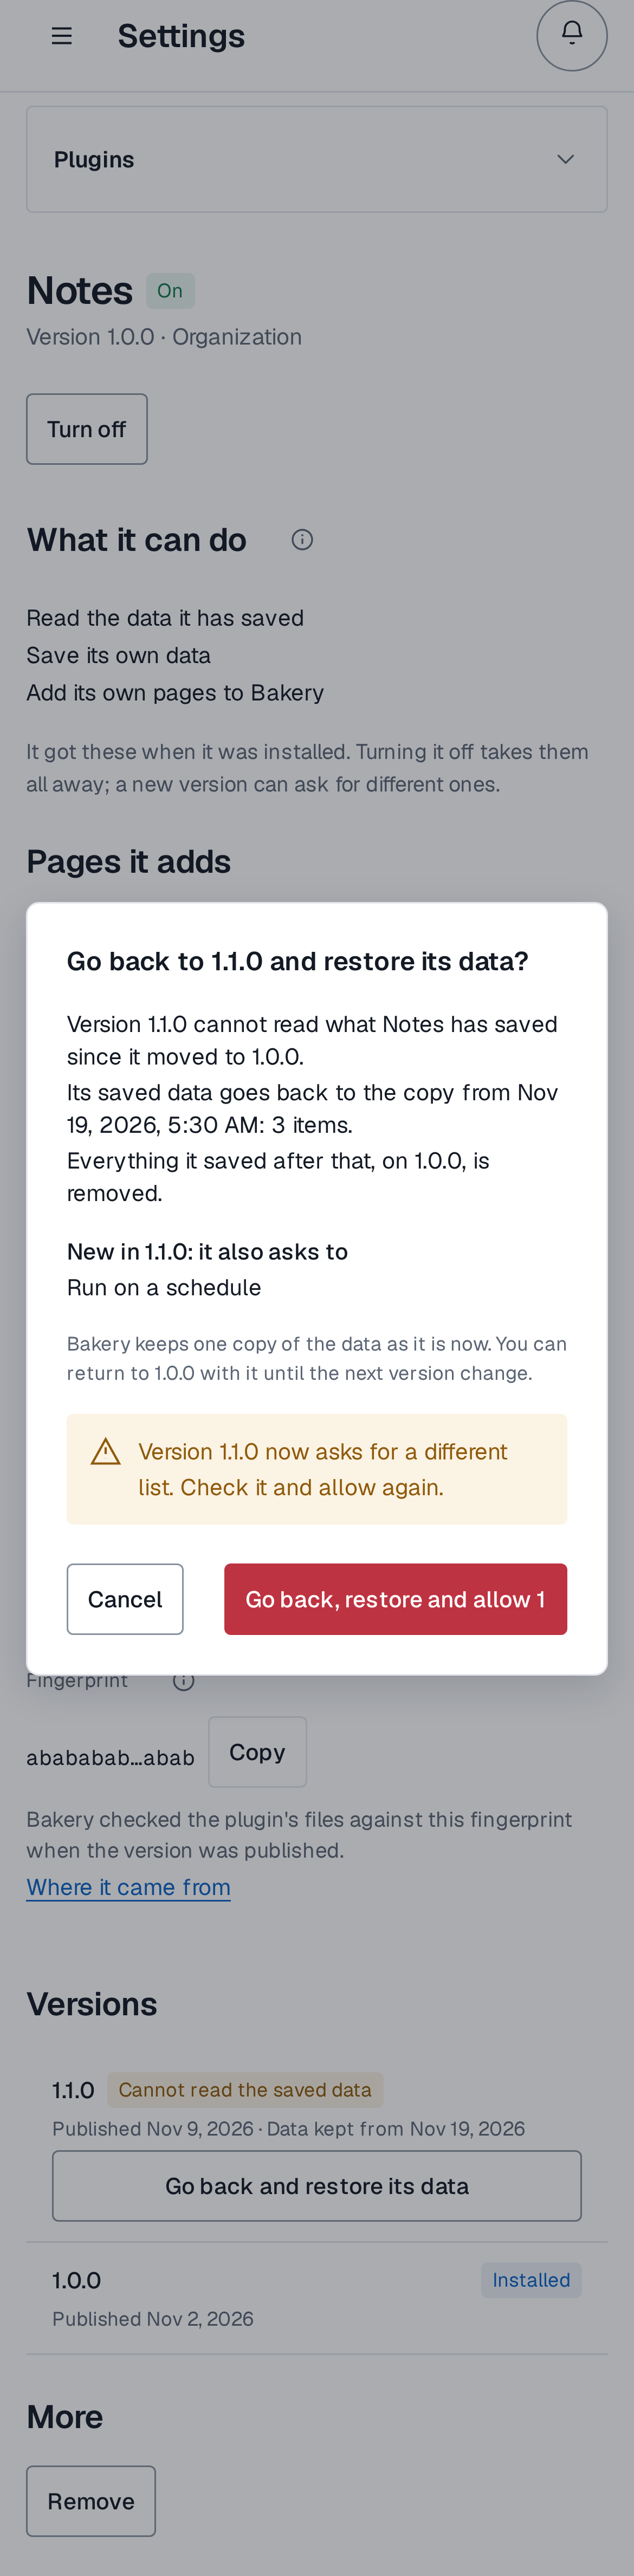 Settings
Plugins
Notes On
Version 1.0.0 · Organization
Turn off
What it can do
Read the data it has saved
Save its own data
Add its own pages to Bakery
It got these when it was installed. Turning it off takes them
all away; a new version can ask for different ones.
Pages it adds
Go back to 1.1.0 and restore its data?
Version 1.1.0 cannot read what Notes has saved
since it moved to 1.0.0.
Its saved data goes back to the copy from Nov
19, 2026, 5:30 AM: 3 items.
Everything it saved after that, on 1.0.0, is
removed.
New in 1.1.0: it also asks to
Run on a schedule
Bakery keeps one copy of the data as it is now. You can
return to 1.0.0 with it until the next version change.
Version 1.1.0 now asks for a different
list. Check it and allow again.
Cancel
Go back, restore and allow 1
Fingerprint
abababab…abab
Copy
Bakery checked the plugin's files against this fingerprint
when the version was published.
Where it came from
Versions
1.1.0 Cannot read the saved data
Published Nov 9, 2026 · Data kept from Nov 19, 2026
Go back and restore its data
1.0.0 Installed
Published Nov 2, 2026
More
Remove